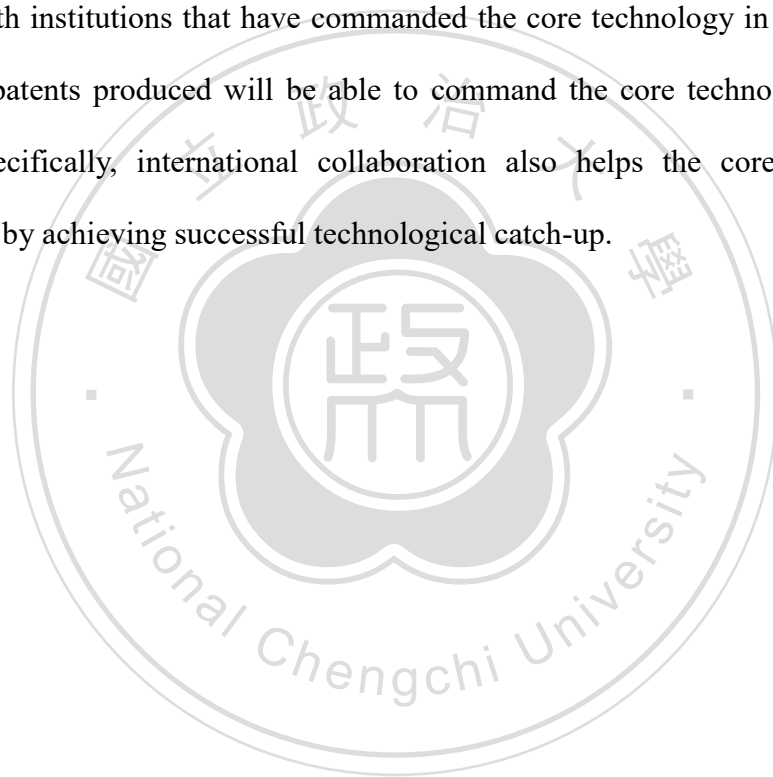 th institutions that have commanded the core technology in
patents produced will be able to command the core techno
ecifically, international collaboration also helps the core
by achieving successful technological catch-up.
國立政治大學
政大
National Chengchi University